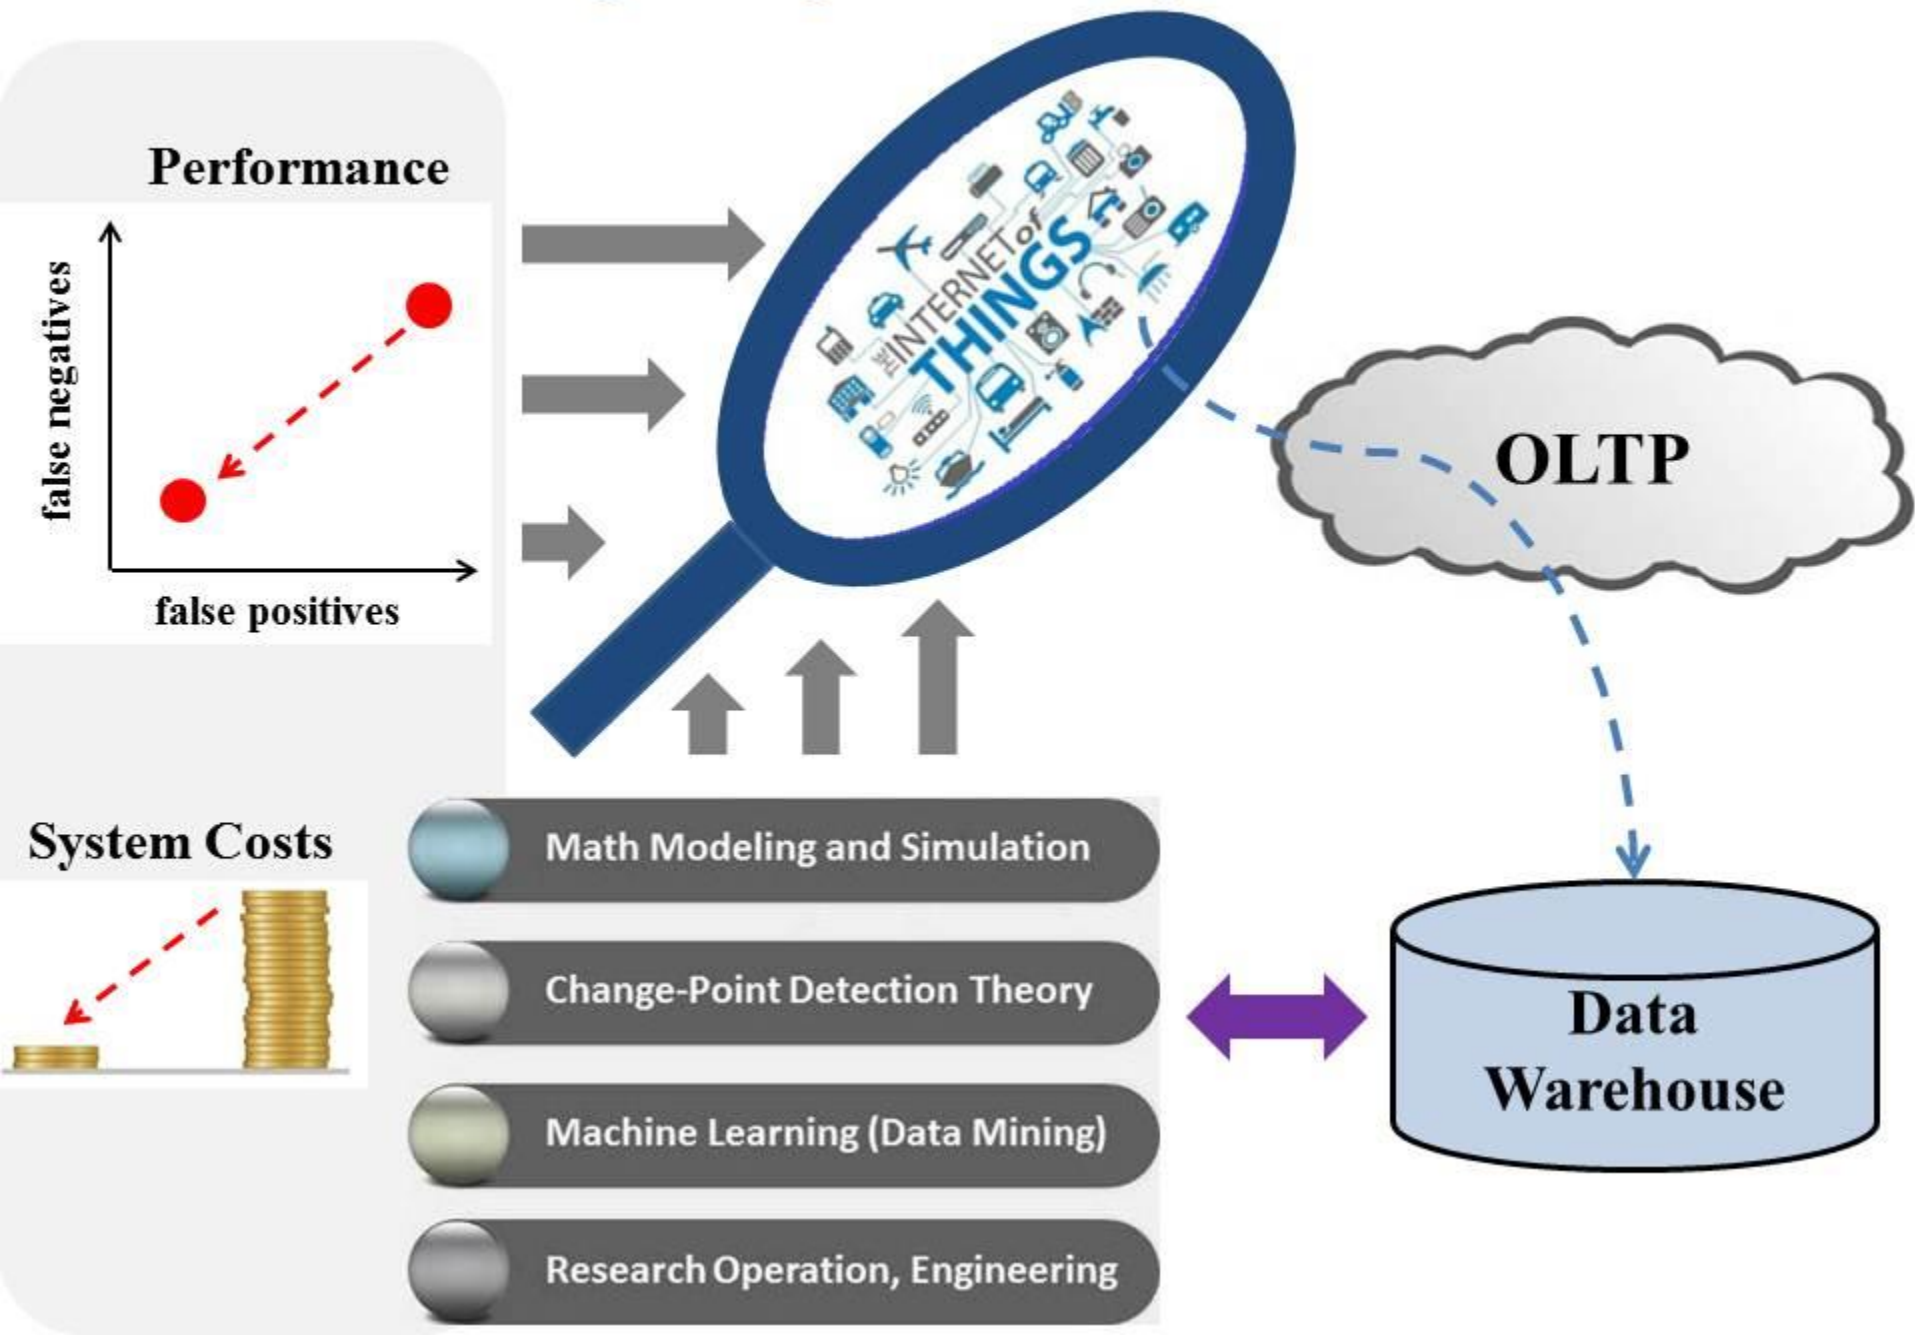 Performance
false negatives
false positives
THE INTERNET of
THINGS
OLTP
System Costs
Math Modeling and Simulation
Change-Point Detection Theory
Machine Learning (Data Mining)
Research Operation, Engineering
Data
Warehouse